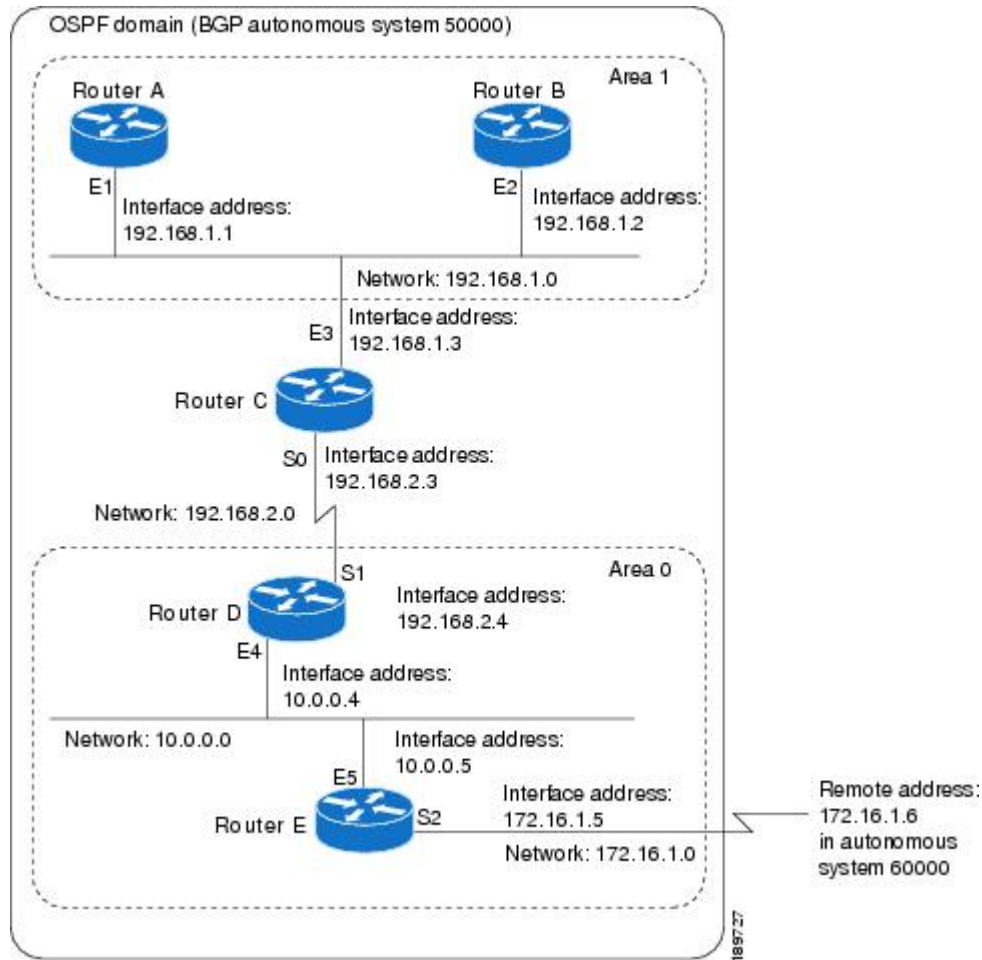 OSPF domain (BGP autonomous system 50000)
Area 1
Router A
Router B
E1
Interface address:
192.168.1.1
E2
Interface address:
192.168.1.2
Network: 192.168.1.0
E3
Interface address:
192.168.1.3
Router C
S0
Interface address:
192.168.2.3
Network: 192.168.2.0
Area 0
S1
Router D
Interface address:
192.168.2.4
E4
Interface address:
10.0.0.4
Network: 10.0.0.0
Interface address:
10.0.0.5
E5
Router E
S2
Interface address:
172.16.1.5
Network: 172.16.1.0
Remote address:
172.16.1.6
in autonomous
system 60000
189727